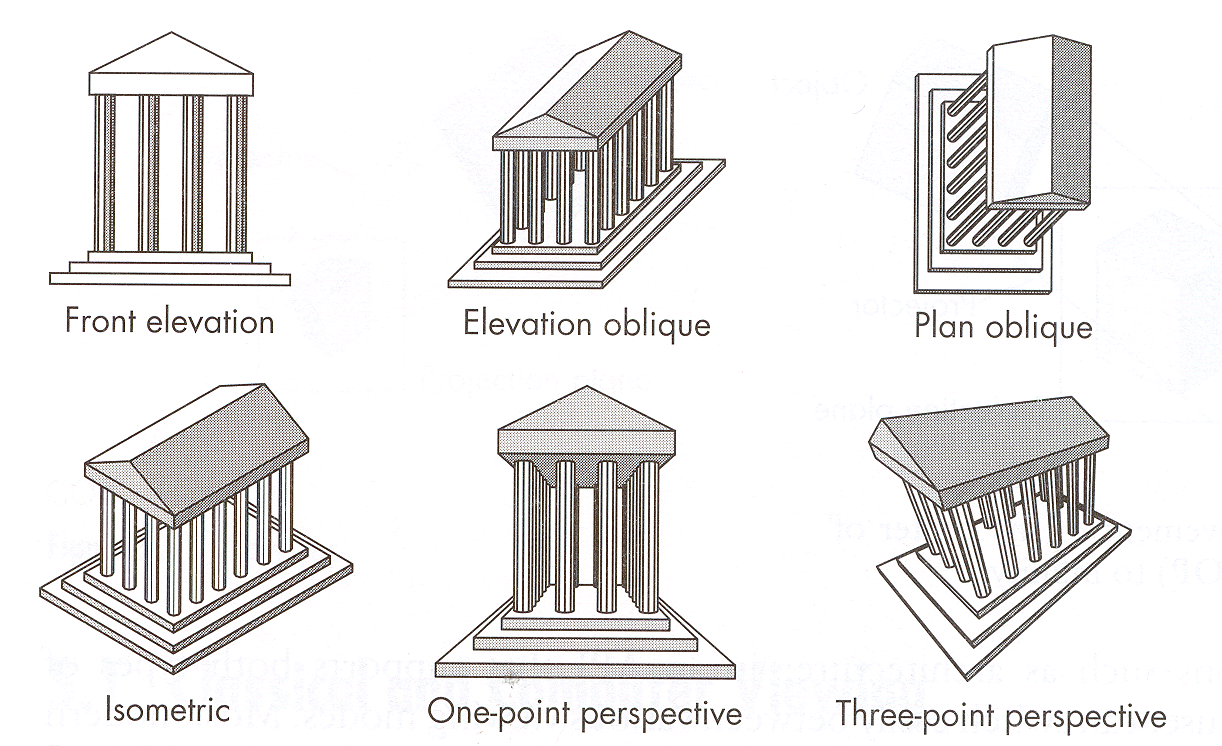 Front elevation
Elevation oblique
Plan oblique
Isometric
One-point perspective
Three-point perspective